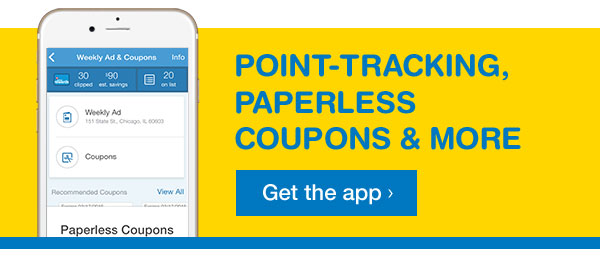 Weekly Ad & Coupons Info
30 $90 20
clipped est. savings on list
Weekly Ad
151 State St., Chicago, IL 60603
Coupons
Recommended Coupons View All
Paperless Coupons
POINT-TRACKING,
PAPERLESS
COUPONS & MORE
Get the app ›